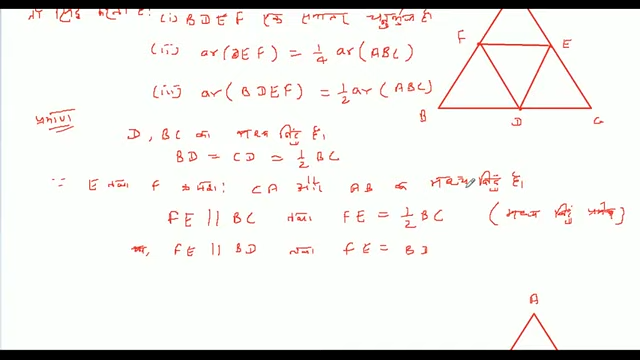 तो सिद्ध करो है: (i) BDEF एक समान्तर चतुर्भुज है।
(ii) ar(DEF) = 1/4 ar(ABC)
(iii) ar(BDEF) = 1/2 ar(ABC)
F E
B D C
प्रमाण
D, BC का मध्य बिंदु है।
BD = CD = 1/2 BC
∵ E तथा F क्रमशः CA और AB के मध्य बिंदु है।
FE || BC तथा FE = 1/2 BC (मध्य बिंदु प्रमेय)
FE || BD तथा FE = BD
A